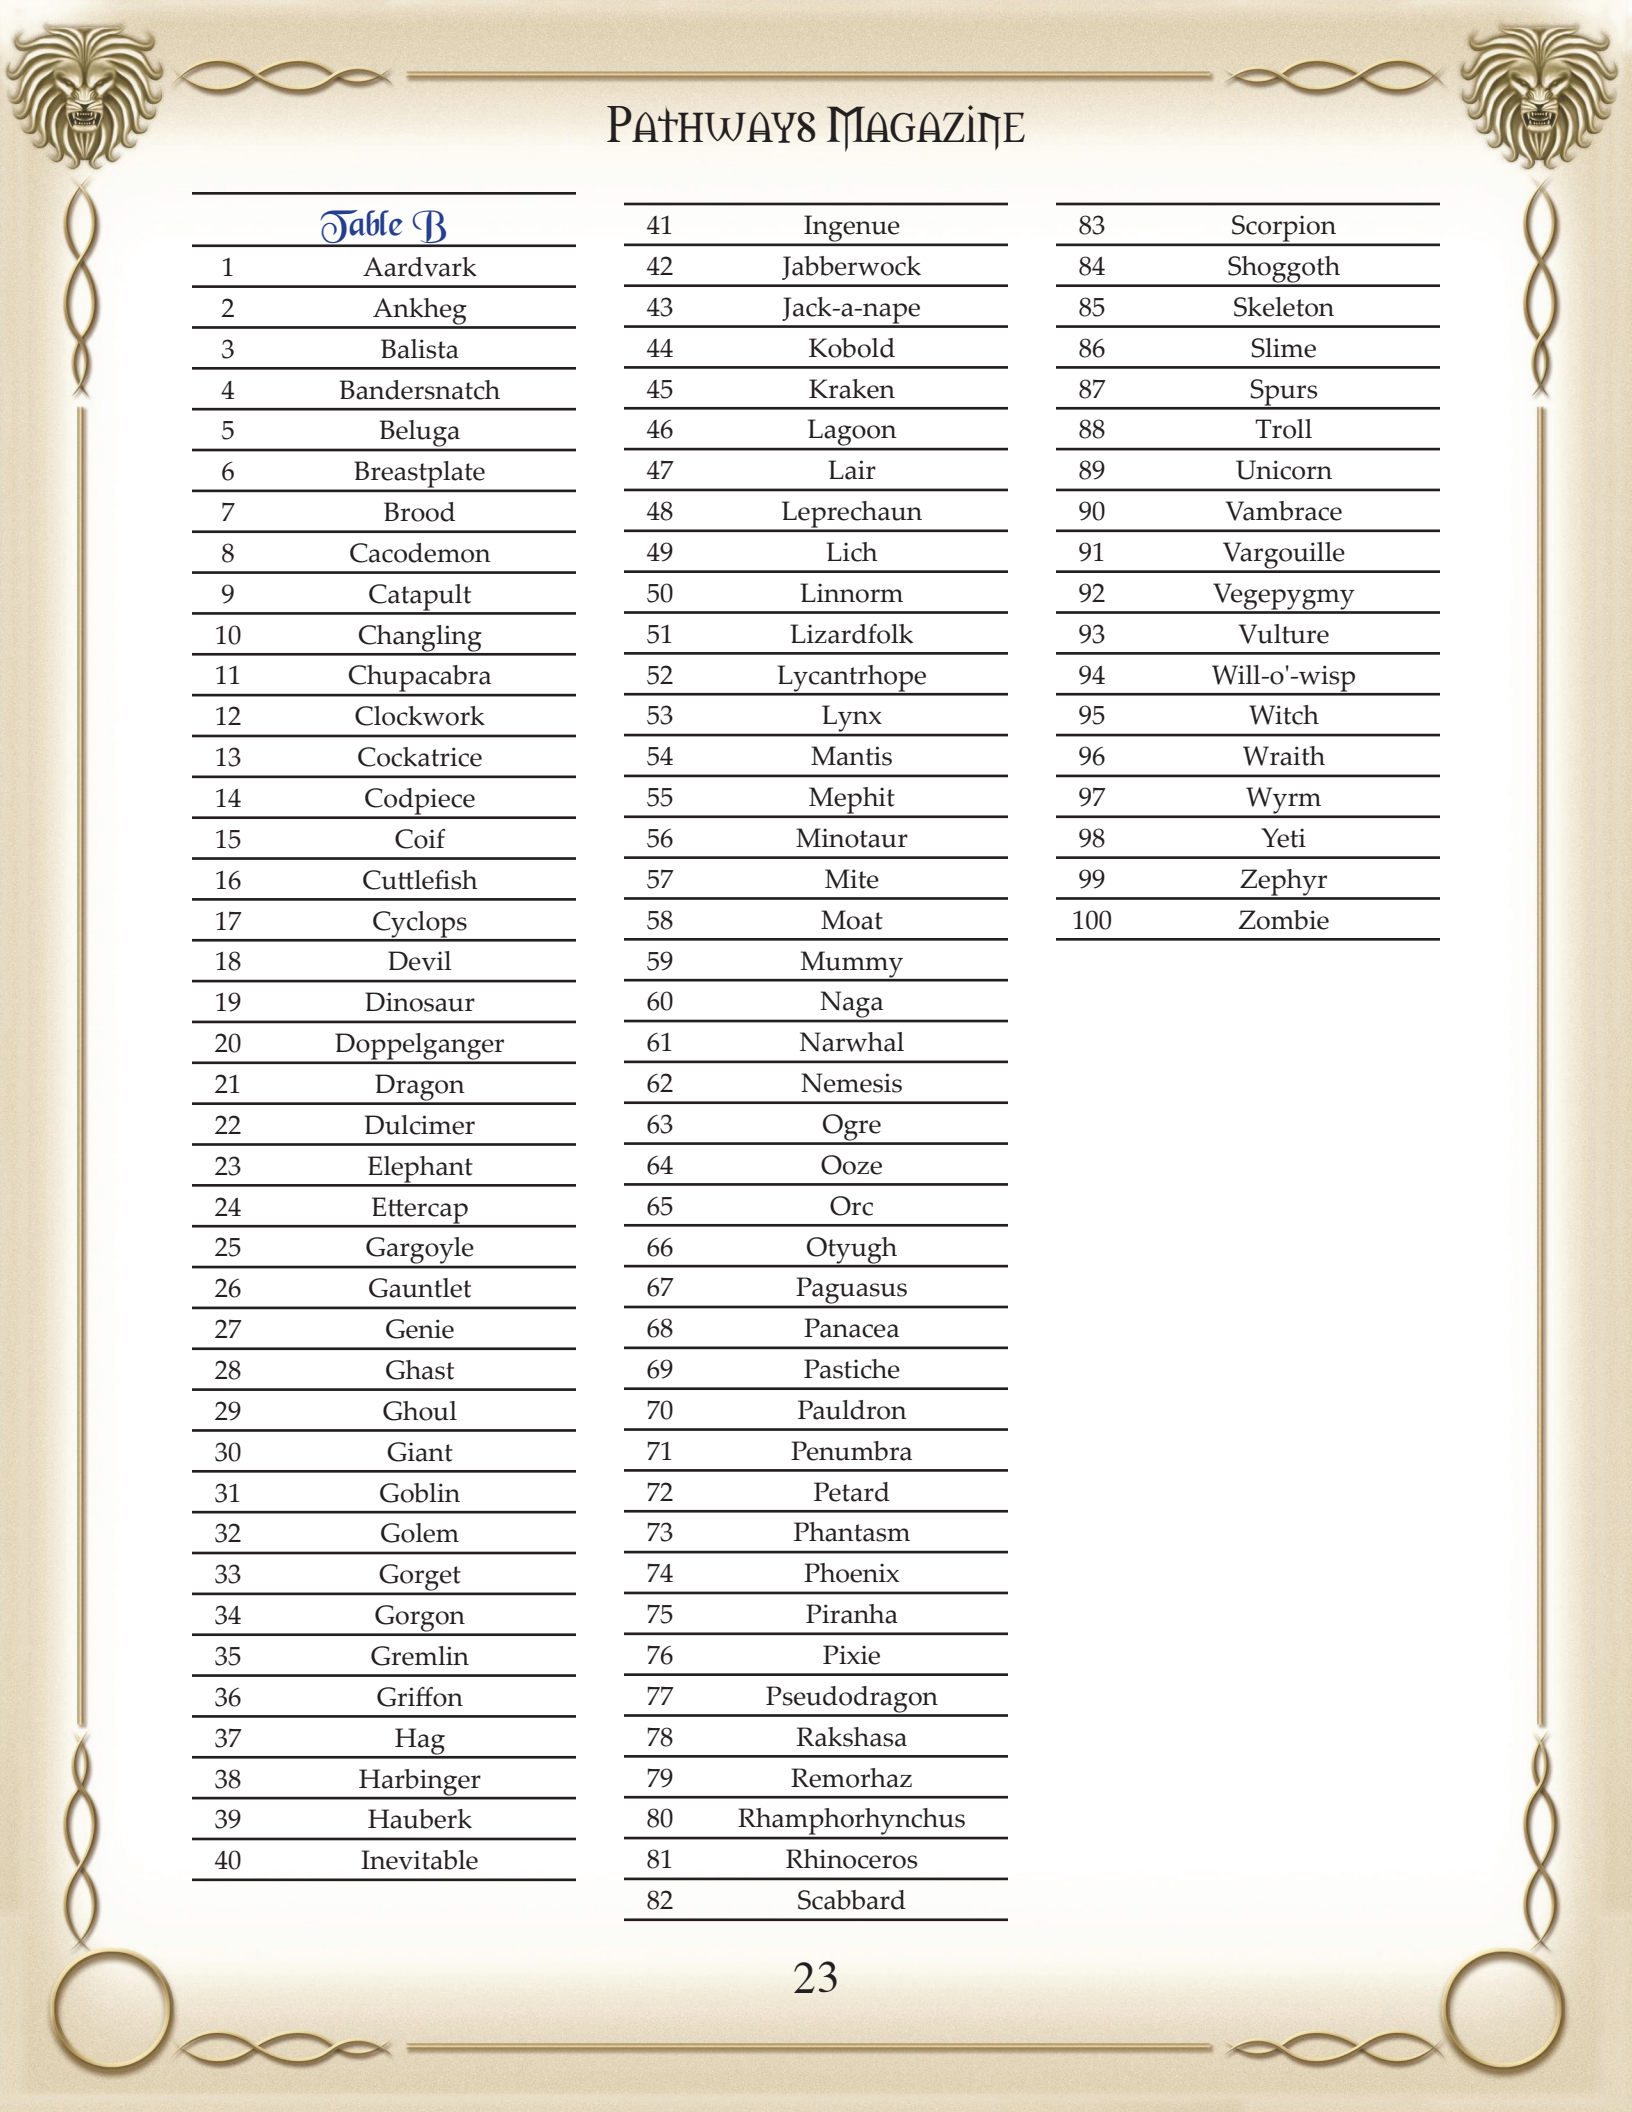 Pathways Magazine
Table B
1 Aardvark
2 Ankheg
3 Balista
4 Bandersnatch
5 Beluga
6 Breastplate
7 Brood
8 Cacodemon
9 Catapult
10 Changling
11 Chupacabra
12 Clockwork
13 Cockatrice
14 Codpiece
15 Coif
16 Cuttlefish
17 Cyclops
18 Devil
19 Dinosaur
20 Doppelganger
21 Dragon
22 Dulcimer
23 Elephant
24 Ettercap
25 Gargoyle
26 Gauntlet
27 Genie
28 Ghast
29 Ghoul
30 Giant
31 Goblin
32 Golem
33 Gorget
34 Gorgon
35 Gremlin
36 Griffon
37 Hag
38 Harbinger
39 Hauberk
40 Inevitable
41 Ingenue
42 Jabberwock
43 Jack-a-nape
44 Kobold
45 Kraken
46 Lagoon
47 Lair
48 Leprechaun
49 Lich
50 Linnorm
51 Lizardfolk
52 Lycantrhope
53 Lynx
54 Mantis
55 Mephit
56 Minotaur
57 Mite
58 Moat
59 Mummy
60 Naga
61 Narwhal
62 Nemesis
63 Ogre
64 Ooze
65 Orc
66 Otyugh
67 Paguasus
68 Panacea
69 Pastiche
70 Pauldron
71 Penumbra
72 Petard
73 Phantasm
74 Phoenix
75 Piranha
76 Pixie
77 Pseudodragon
78 Rakshasa
79 Remorhaz
80 Rhamphorhynchus
81 Rhinoceros
82 Scabbard
83 Scorpion
84 Shoggoth
85 Skeleton
86 Slime
87 Spurs
88 Troll
89 Unicorn
90 Vambrace
91 Vargouille
92 Vegepygmy
93 Vulture
94 Will-o'-wisp
95 Witch
96 Wraith
97 Wyrm
98 Yeti
99 Zephyr
100 Zombie
23